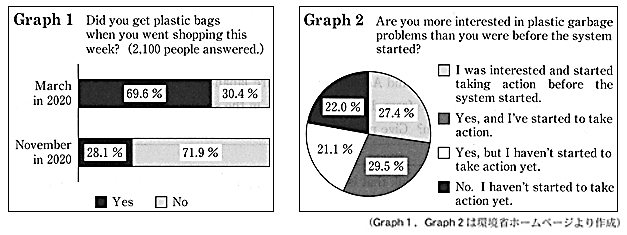 Graph 1 Did you get plastic bags
when you went shopping this
week? (2,100 people answered.)
March
in 2020
69.6 %
30.4 %
November
in 2020
28.1 %
71.9 %
Yes
No
Graph 2 Are you more interested in plastic garbage
problems than you were before the system
started?
22.0 %
27.4 %
21.1 %
29.5 %
I was interested and started
taking action before the
system started.
Yes, and I've started to take
action.
Yes, but I haven't started to
take action yet.
No. I haven't started to take
action yet.
(Graph 1, Graph 2は環境省ホームページより作成)